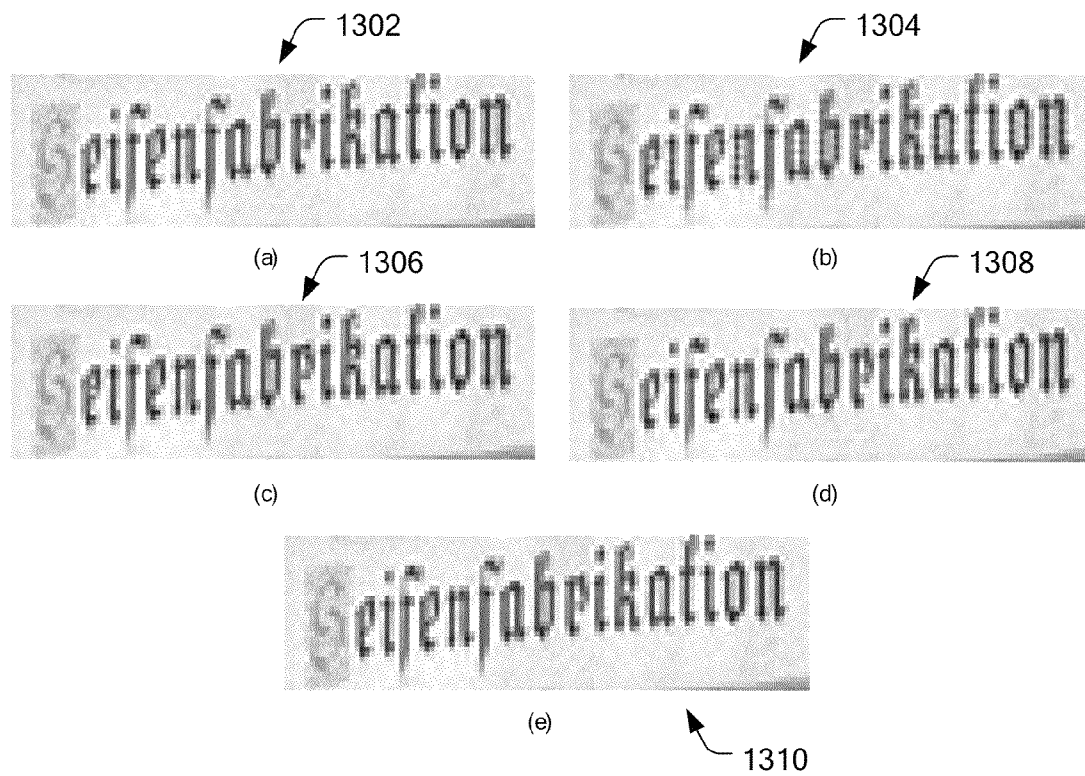 1302
1304
Seifenfabrikation
Seifenfabrikation
(a)
(b)
1306
1308
Seifenfabrikation
Seifenfabrikation
(c)
(d)
Seifenfabrikation
(e)
1310